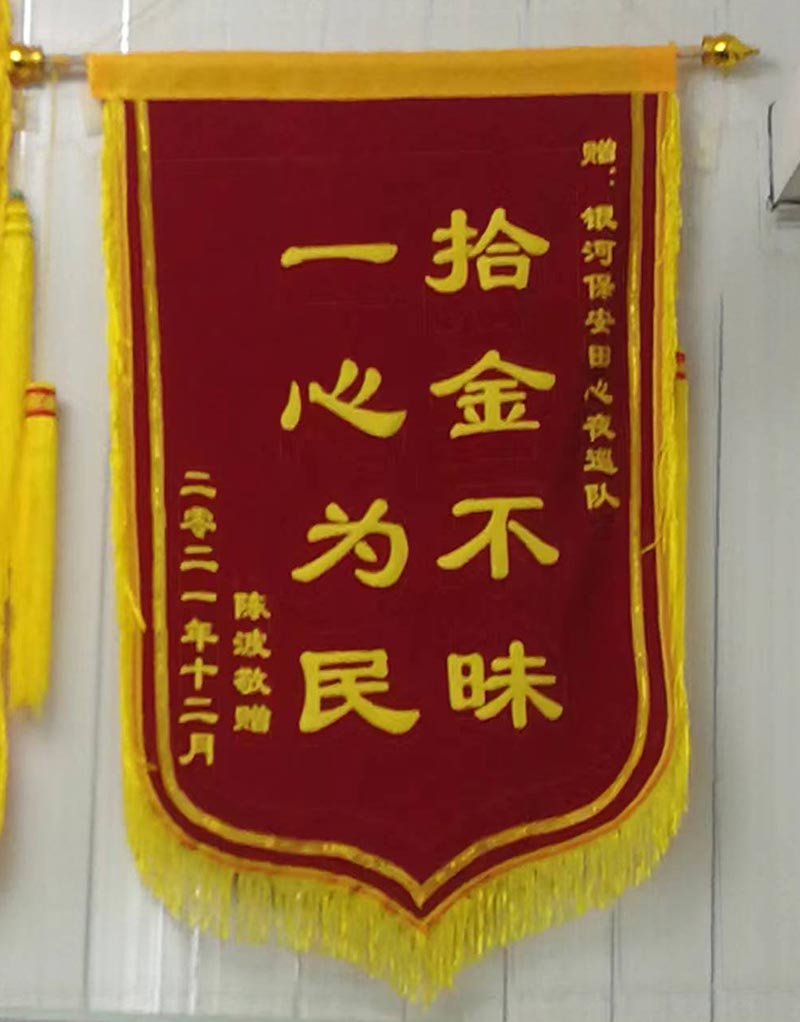 赠：银河保安田心夜巡队
拾金不昧
一心为民
陈波敬赠
二零二一年十二月